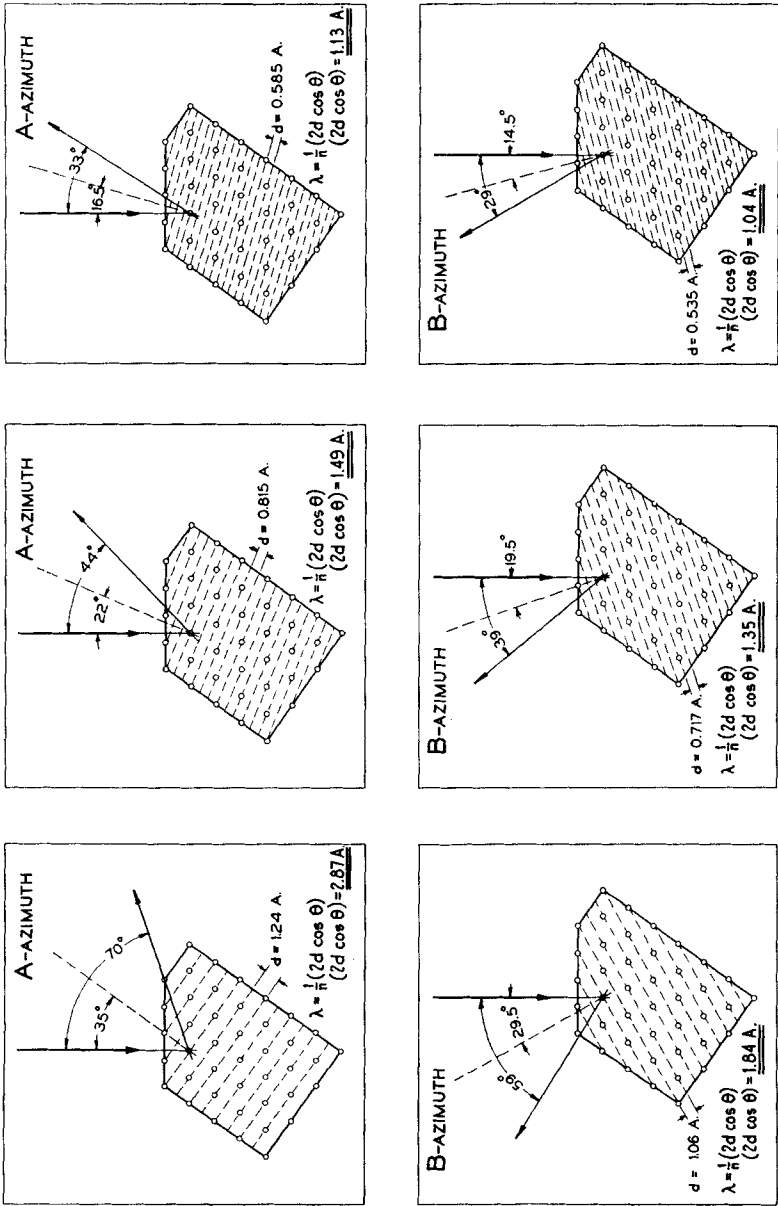 A-AZIMUTH
70°
35°
d = 1.24 A.
λ = 1/n (2d cos θ)
(2d cos θ) = 2.87 A.
A-AZIMUTH
44°
22°
d = 0.815 A.
λ = 1/n (2d cos θ)
(2d cos θ) = 1.49 A.
A-AZIMUTH
33°
16.5°
d = 0.585 A.
λ = 1/n (2d cos θ)
(2d cos θ) = 1.13 A.
B-AZIMUTH
59°
29.5°
d = 1.06 A.
λ = 1/n (2d cos θ)
(2d cos θ) = 1.84 A.
B-AZIMUTH
39°
19.5°
d = 0.717 A.
λ = 1/n (2d cos θ)
(2d cos θ) = 1.35 A.
B-AZIMUTH
29°
14.5°
d = 0.535 A.
λ = 1/n (2d cos θ)
(2d cos θ) = 1.04 A.